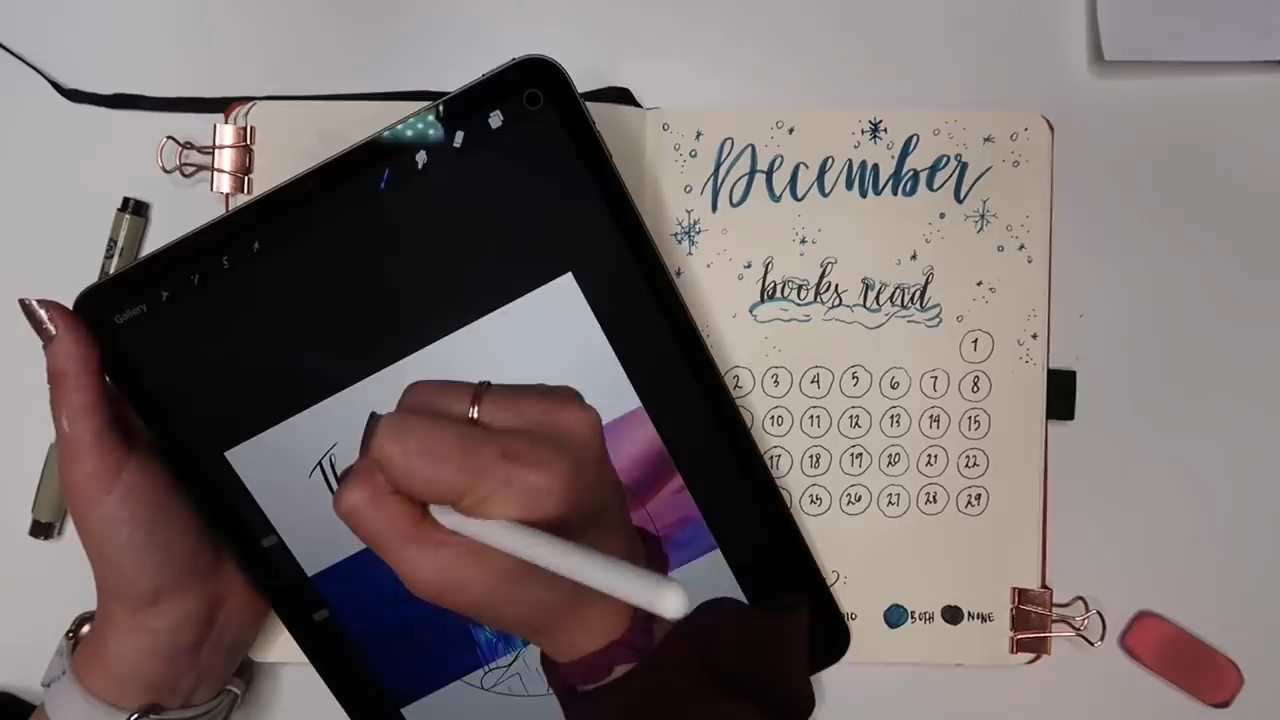 December
books read
1
2 3 4 5 6 7 8
10 11 12 13 14 15
17 18 19 20 21 22
25 26 27 28 29
BOTH NONE
Gallery